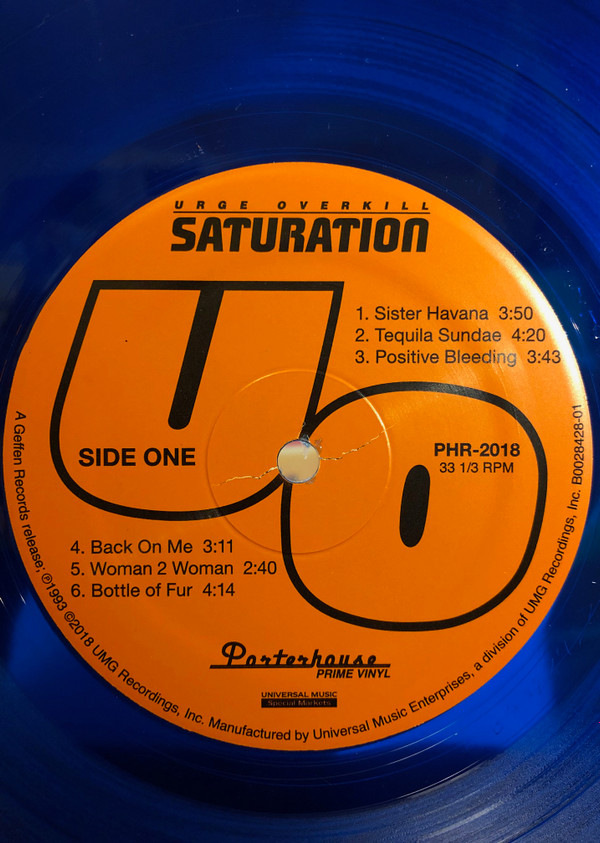 URGE OVERKILL
SATURATION
UO
1. Sister Havana 3:50
2. Tequila Sundae 4:20
3. Positive Bleeding 3:43
SIDE ONE
PHR-2018
33 1/3 RPM
4. Back On Me 3:11
5. Woman 2 Woman 2:40
6. Bottle of Fur 4:14
Porterhouse
PRIME VINYL
UNIVERSAL MUSIC
Special Markets
A Geffen Records release; ℗1993 ©2018 UMG Recordings, Inc. Manufactured by Universal Music Enterprises, a division of UMG Recordings, Inc. B0028428-01